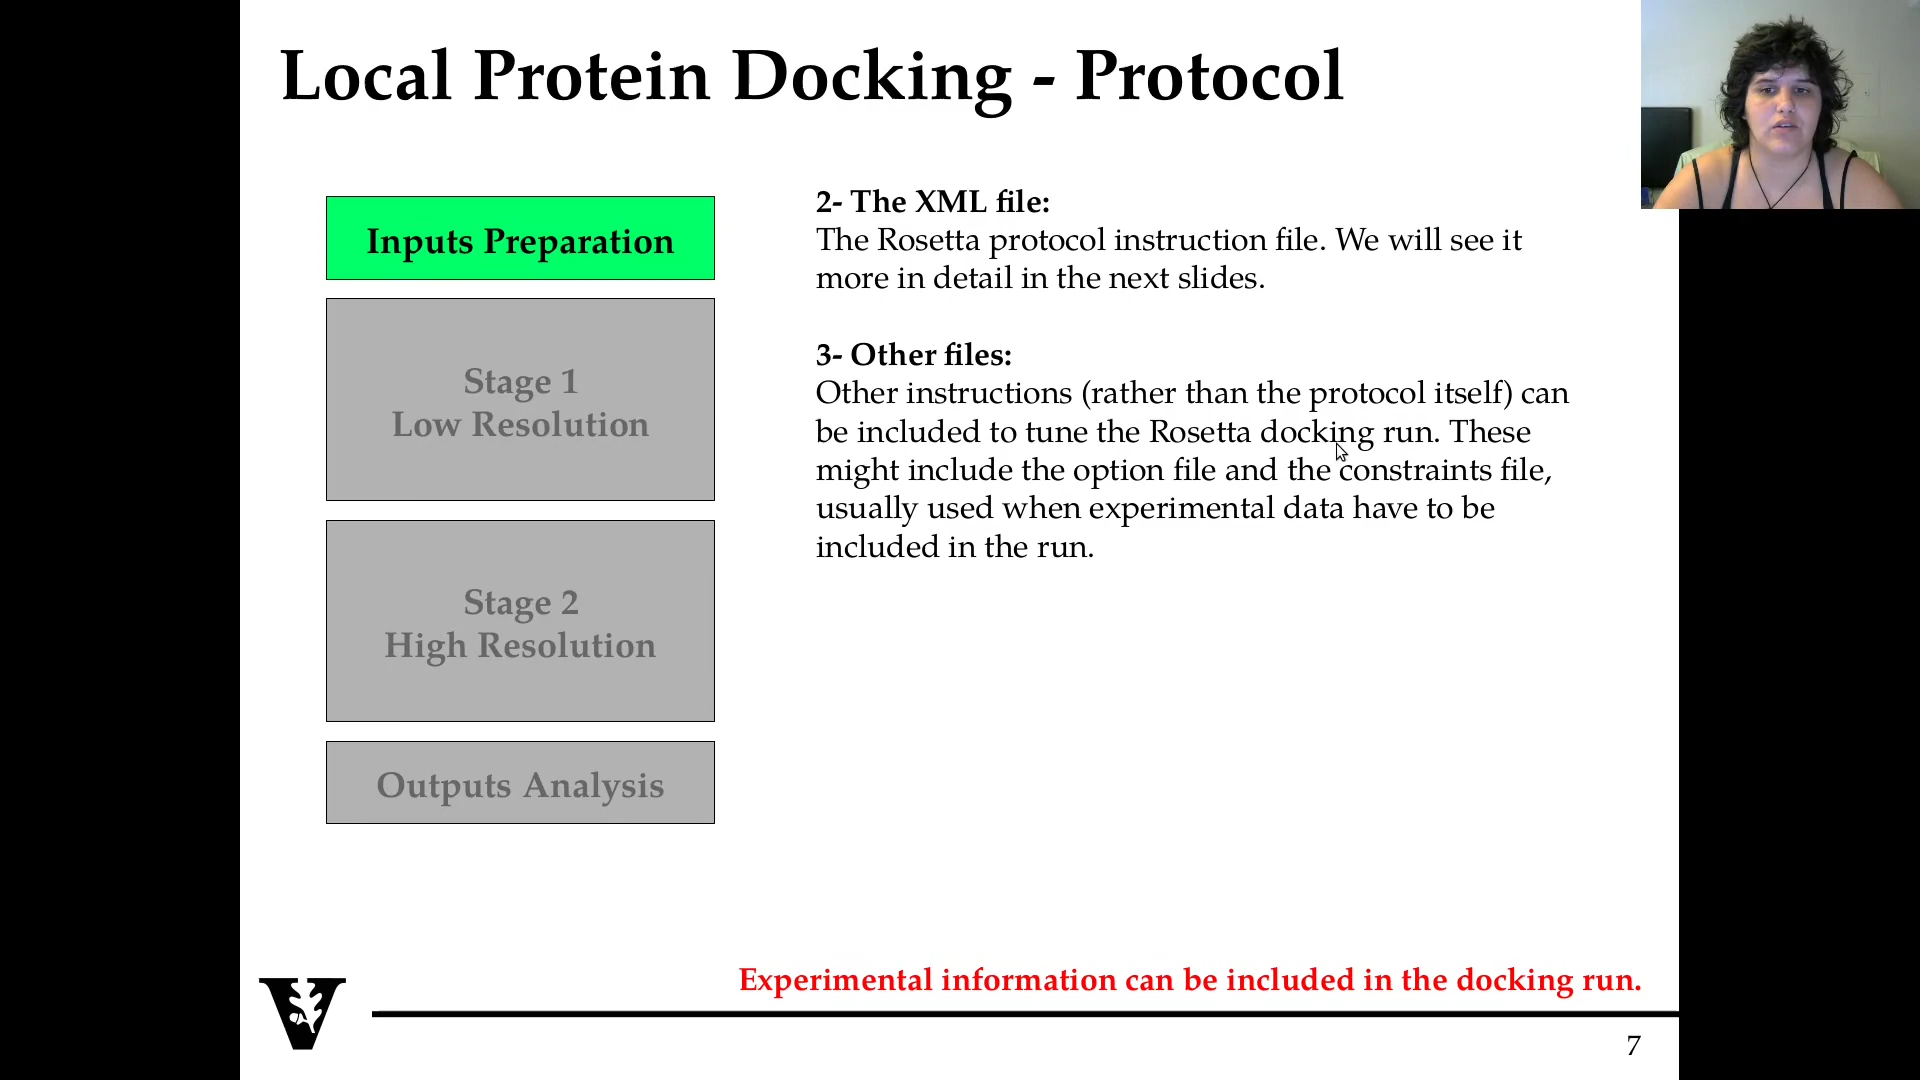 Local Protein Docking - Protocol
Inputs Preparation
Stage 1
Low Resolution
Stage 2
High Resolution
Outputs Analysis
2- The XML file:
The Rosetta protocol instruction file. We will see it
more in detail in the next slides.
3- Other files:
Other instructions (rather than the protocol itself) can
be included to tune the Rosetta docking run. These
might include the option file and the constraints file,
usually used when experimental data have to be
included in the run.
Experimental information can be included in the docking run.
V
7